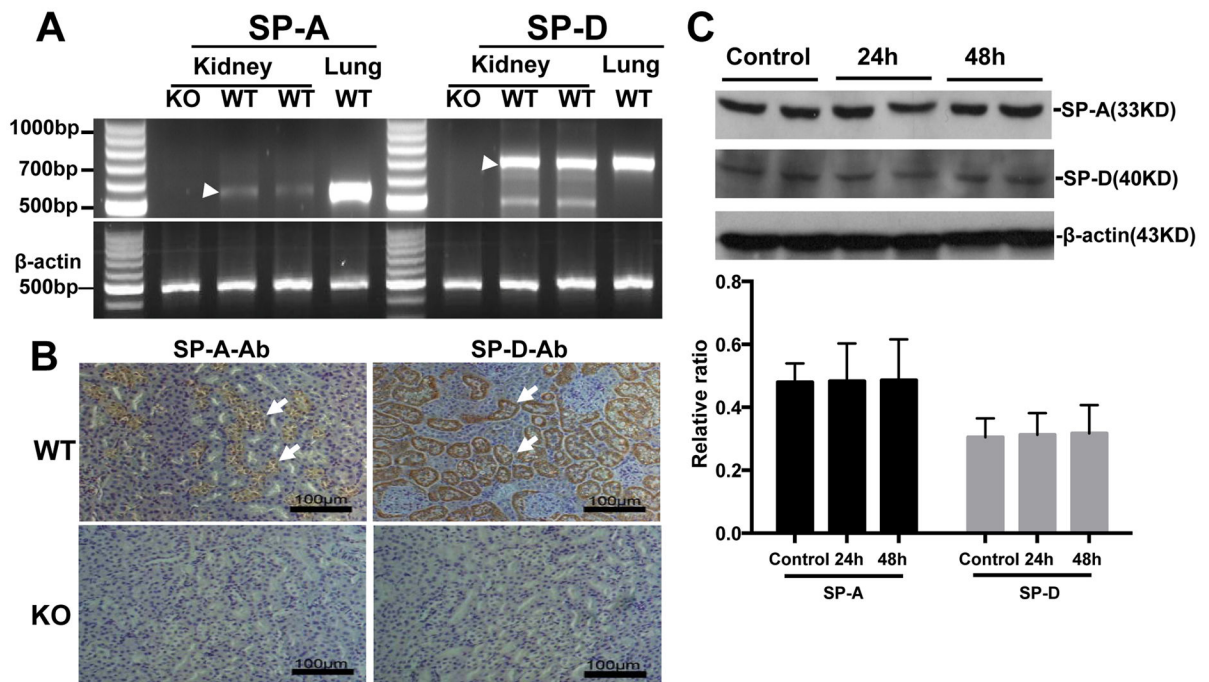 A
SP-A
SP-D
Kidney
Lung
Kidney
Lung
KO WT WT WT
KO WT WT WT
1000bp
700bp
500bp
β-actin
500bp
B
SP-A-Ab
SP-D-Ab
WT
100μm
100μm
KO
100μm
100μm
C
Control
24h
48h
SP-A(33KD)
SP-D(40KD)
β-actin(43KD)
Relative ratio
0.8
0.6
0.4
0.2
0.0
Control 24h 48h
Control 24h 48h
SP-A
SP-D